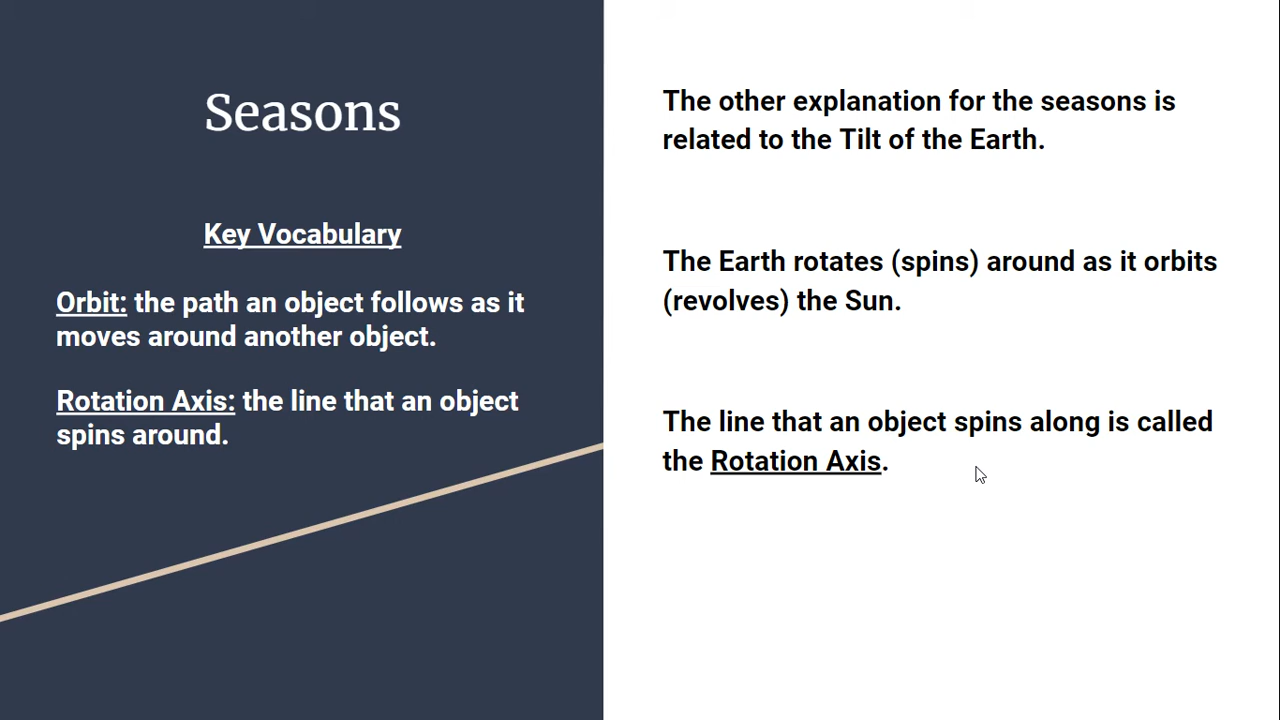 Seasons
Key Vocabulary
Orbit: the path an object follows as it
moves around another object.
Rotation Axis: the line that an object
spins around.
The other explanation for the seasons is
related to the Tilt of the Earth.
The Earth rotates (spins) around as it orbits
(revolves) the Sun.
The line that an object spins along is called
the Rotation Axis.